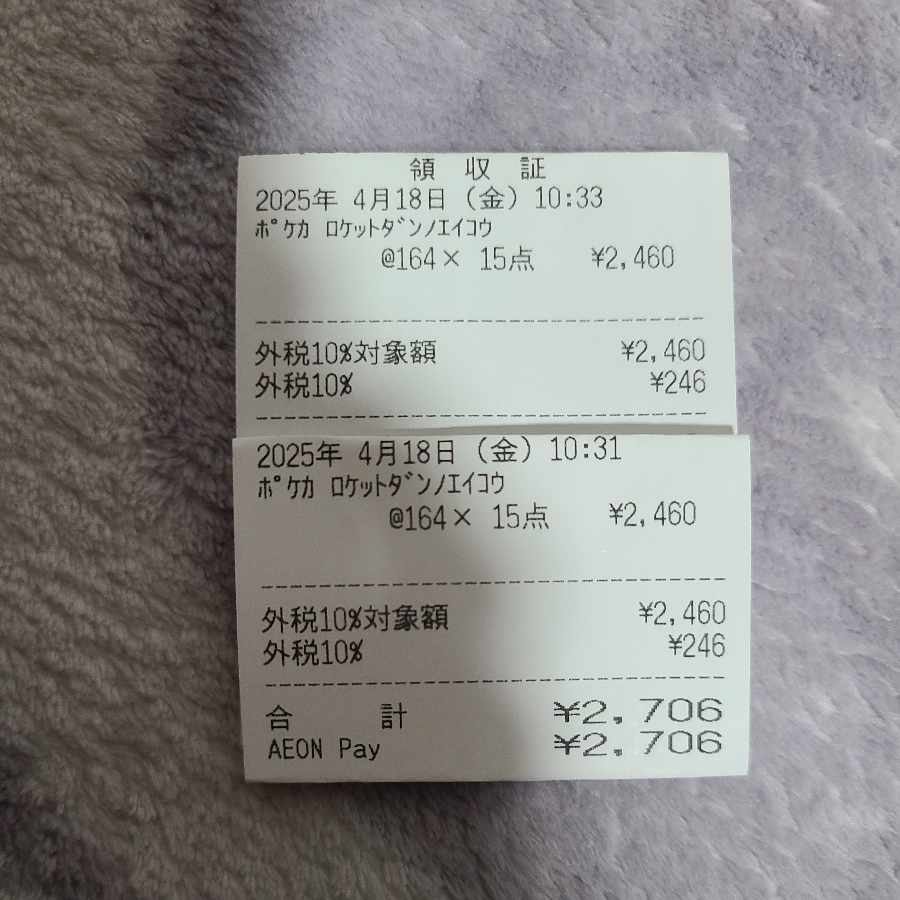 領 収 証
2025年 4月18日 (金) 10:33
ﾎﾟｹｶ ﾛｹｯﾄﾀﾞﾝﾉｴｲｺｳ
@164× 15点 ¥2,460
外税10%対象額 ¥2,460
外税10% ¥246
2025年 4月18日 (金) 10:31
ﾎﾟｹｶ ﾛｹｯﾄﾀﾞﾝﾉｴｲｺｳ
@164× 15点 ¥2,460
外税10%対象額 ¥2,460
外税10% ¥246
合 計 ¥2,706
AEON Pay ¥2,706